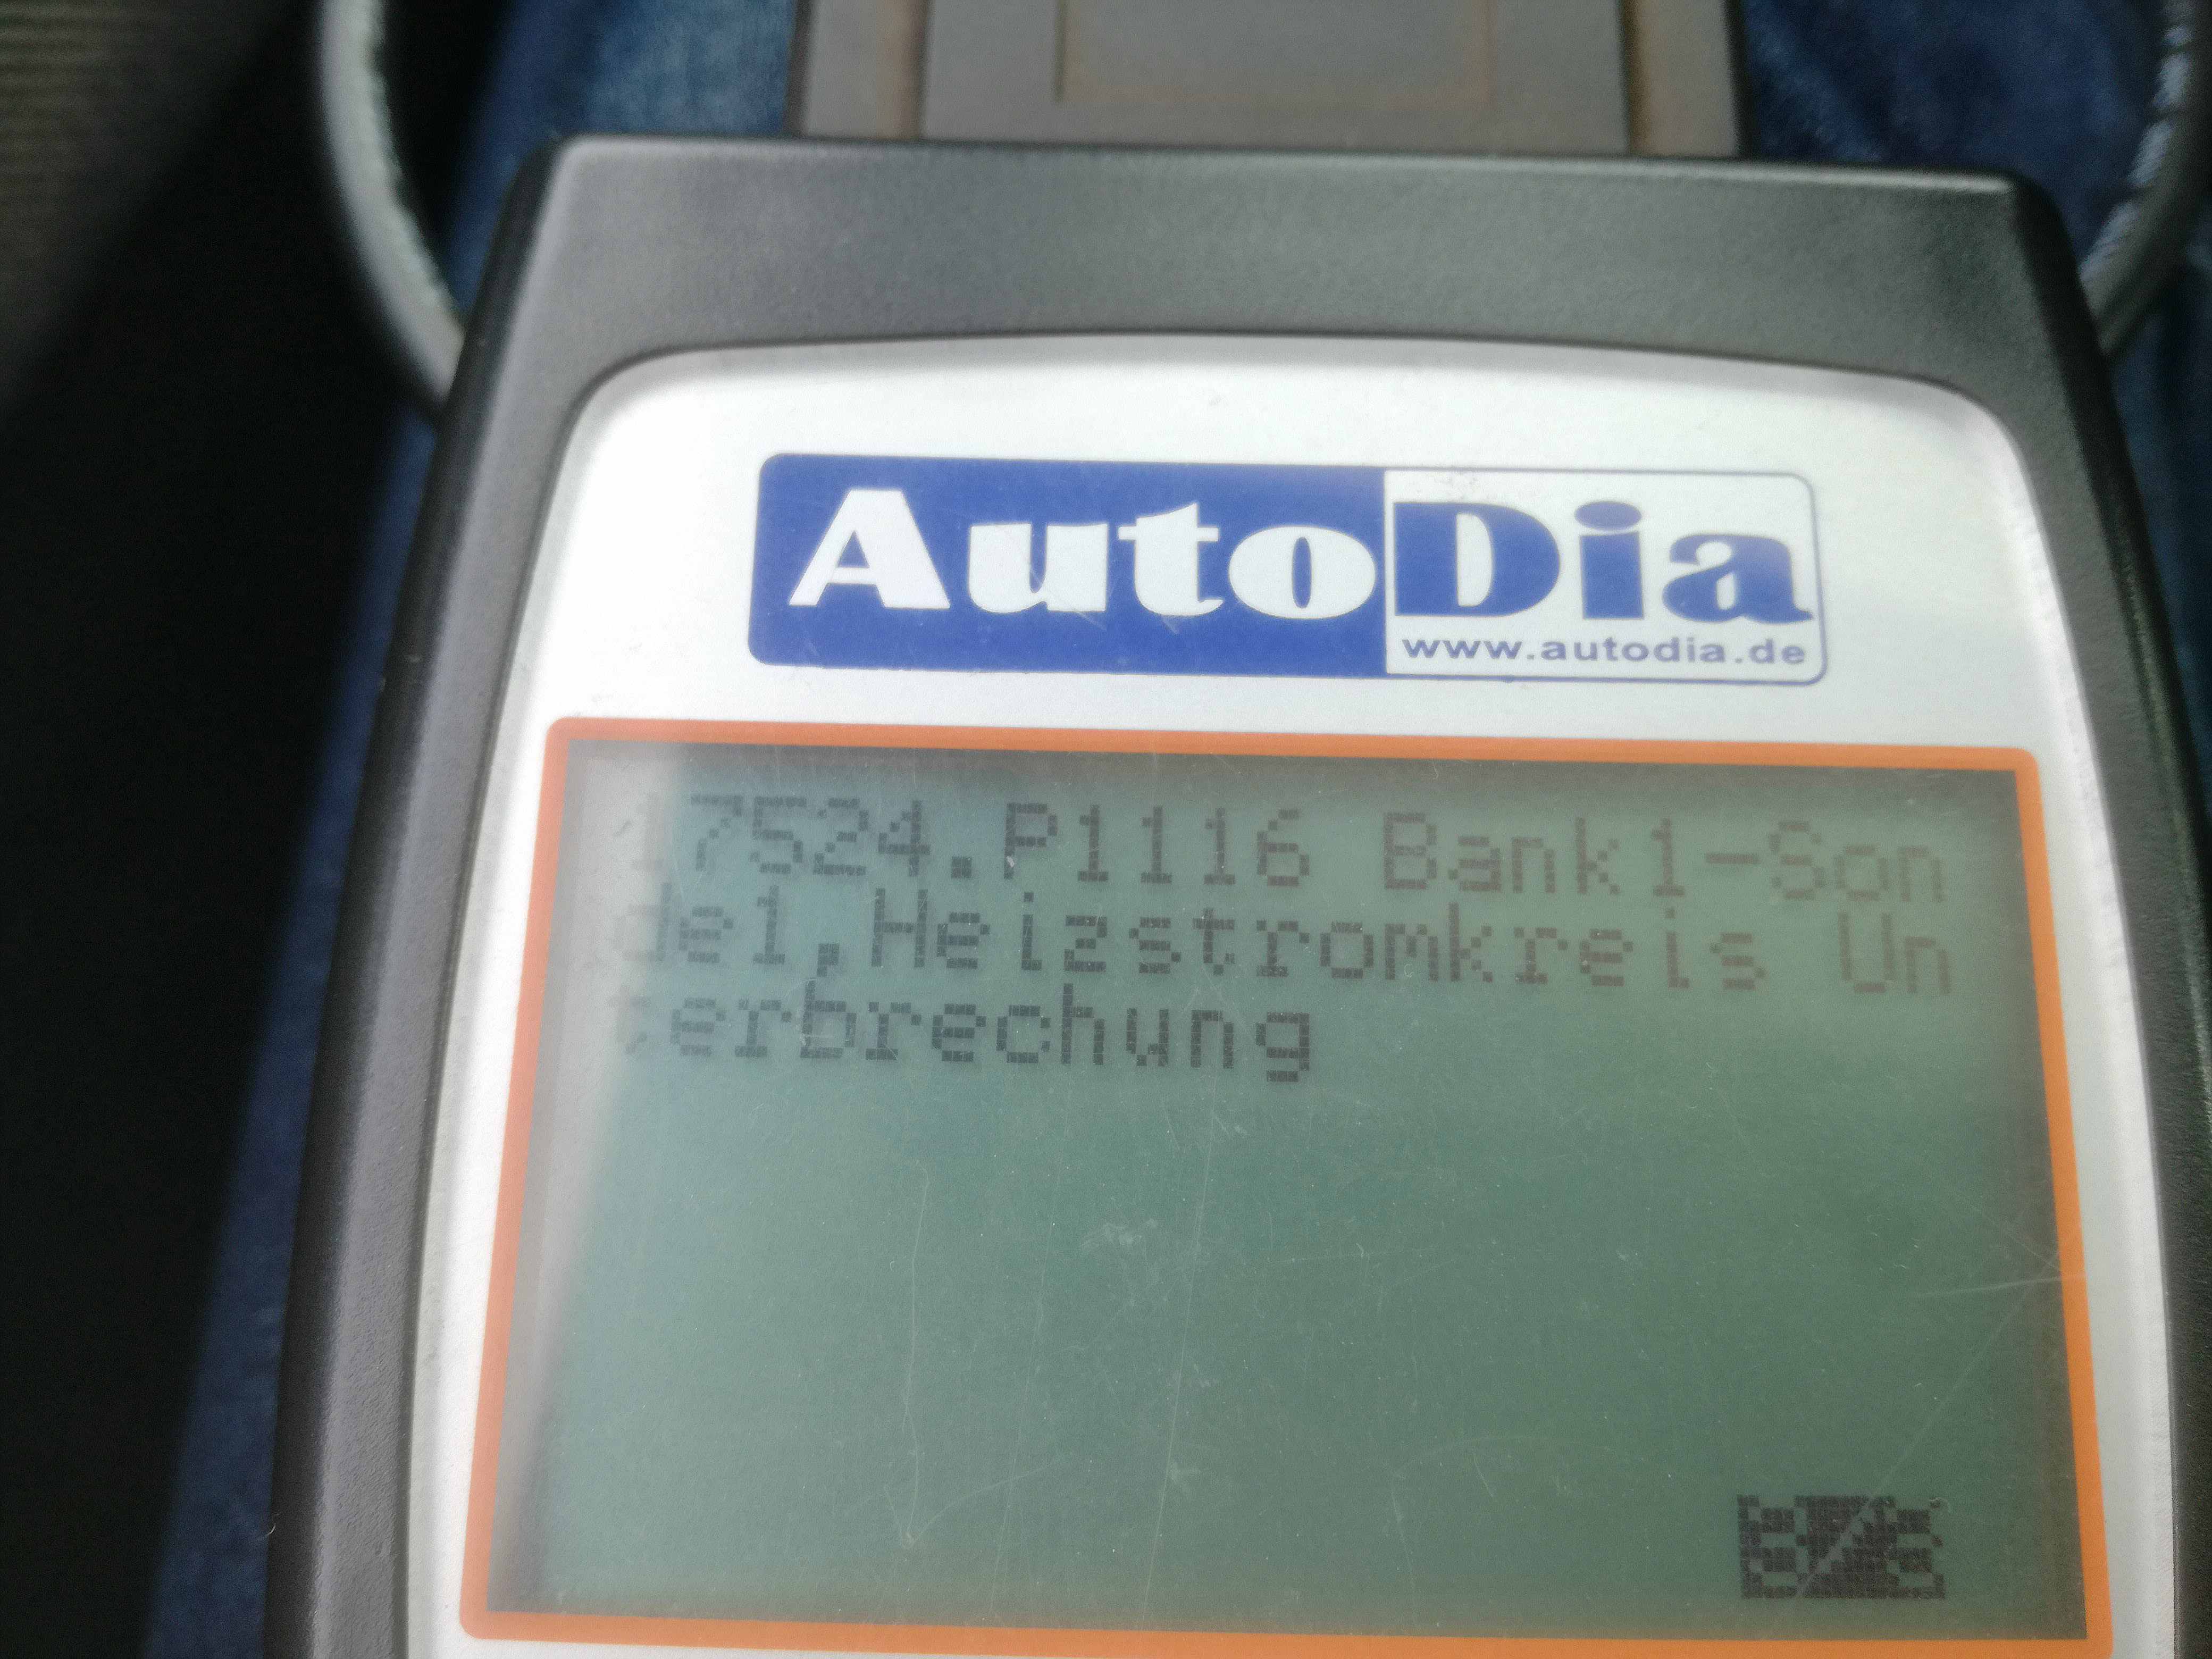 AutoDia
www.autodia.de
17524.P1116 Bank1-Son
de1,Heizstromkreis Un
terbrechung